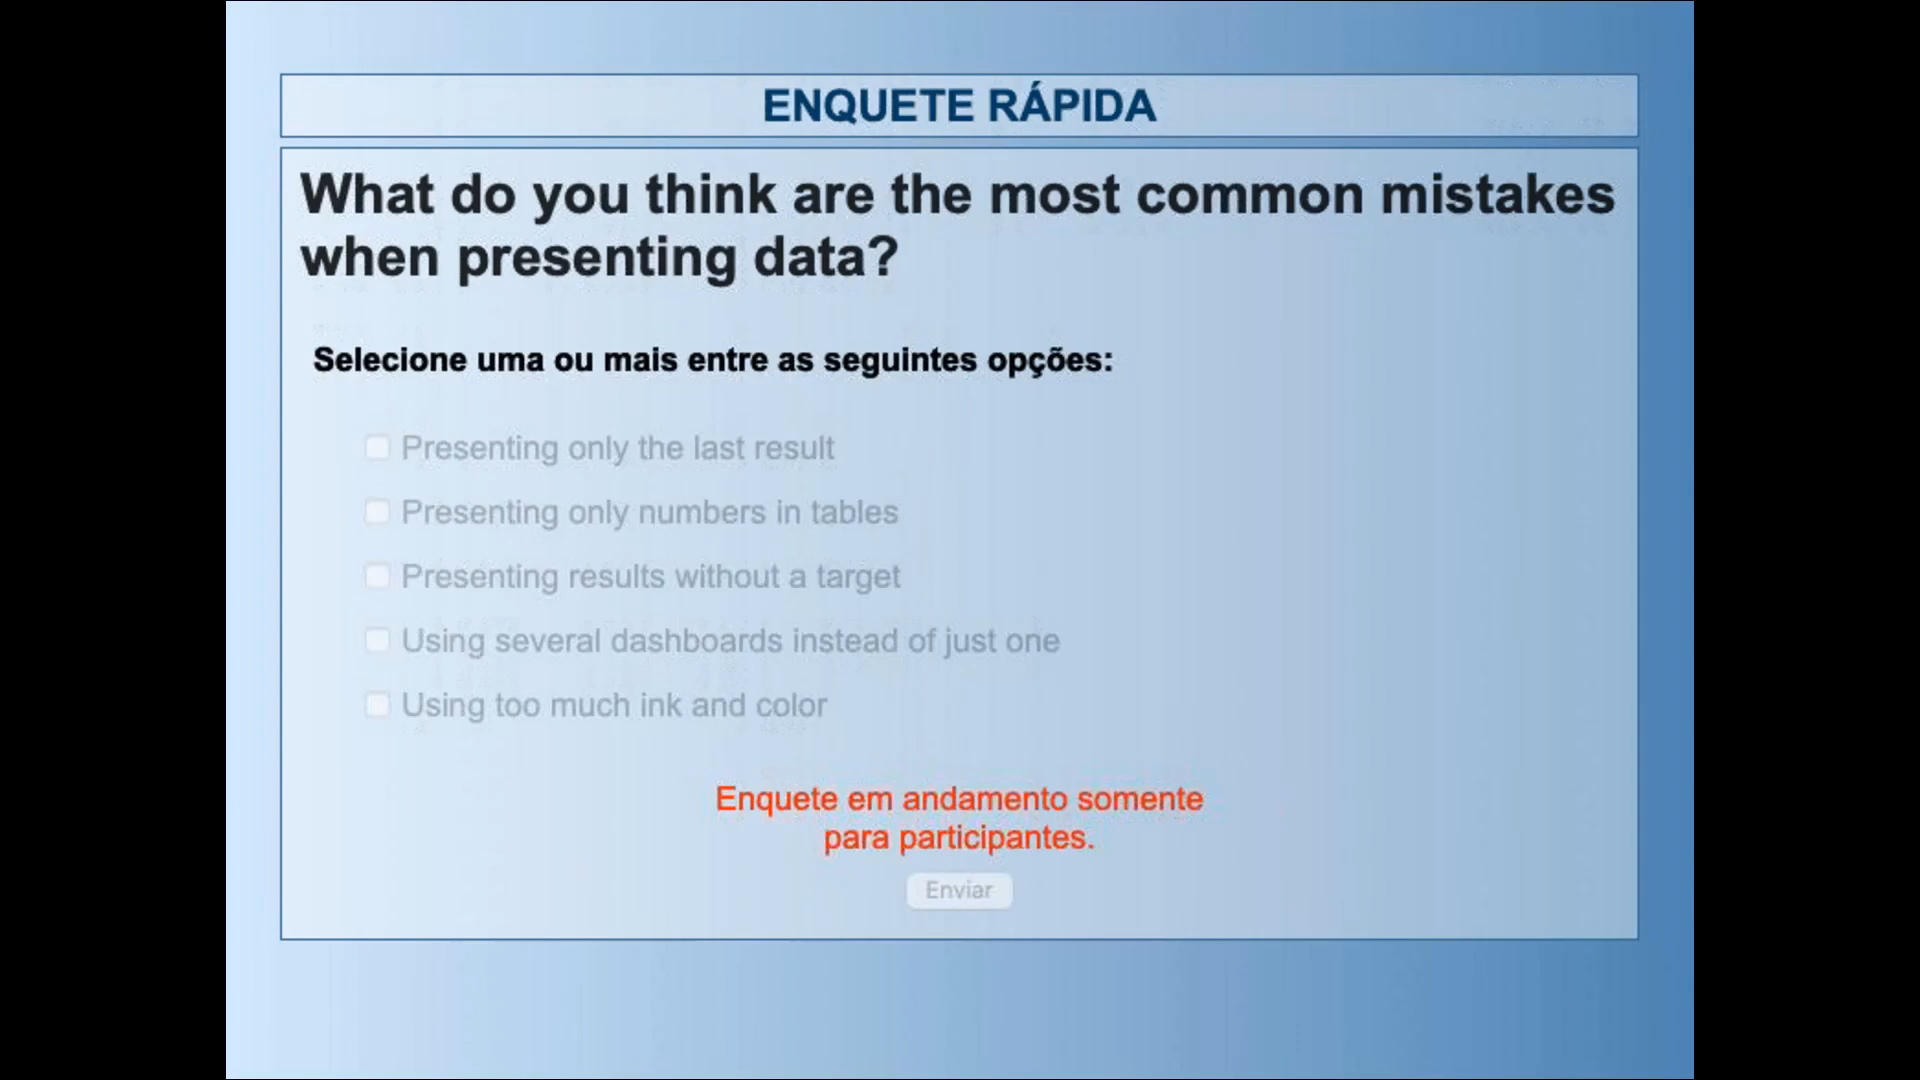 ENQUETE RÁPIDA
What do you think are the most common mistakes
when presenting data?
Selecione uma ou mais entre as seguintes opções:
Presenting only the last result
Presenting only numbers in tables
Presenting results without a target
Using several dashboards instead of just one
Using too much ink and color
Enquete em andamento somente
para participantes.
Enviar